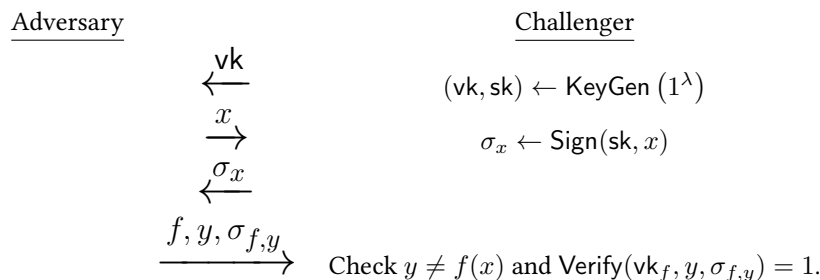 Adversary Challenger
vk (vk, sk) ← KeyGen (1^λ)
x σ_x ← Sign(sk, x)
σ_x
f, y, σ_{f,y} Check y ≠ f(x) and Verify(vk_f, y, σ_{f,y}) = 1.